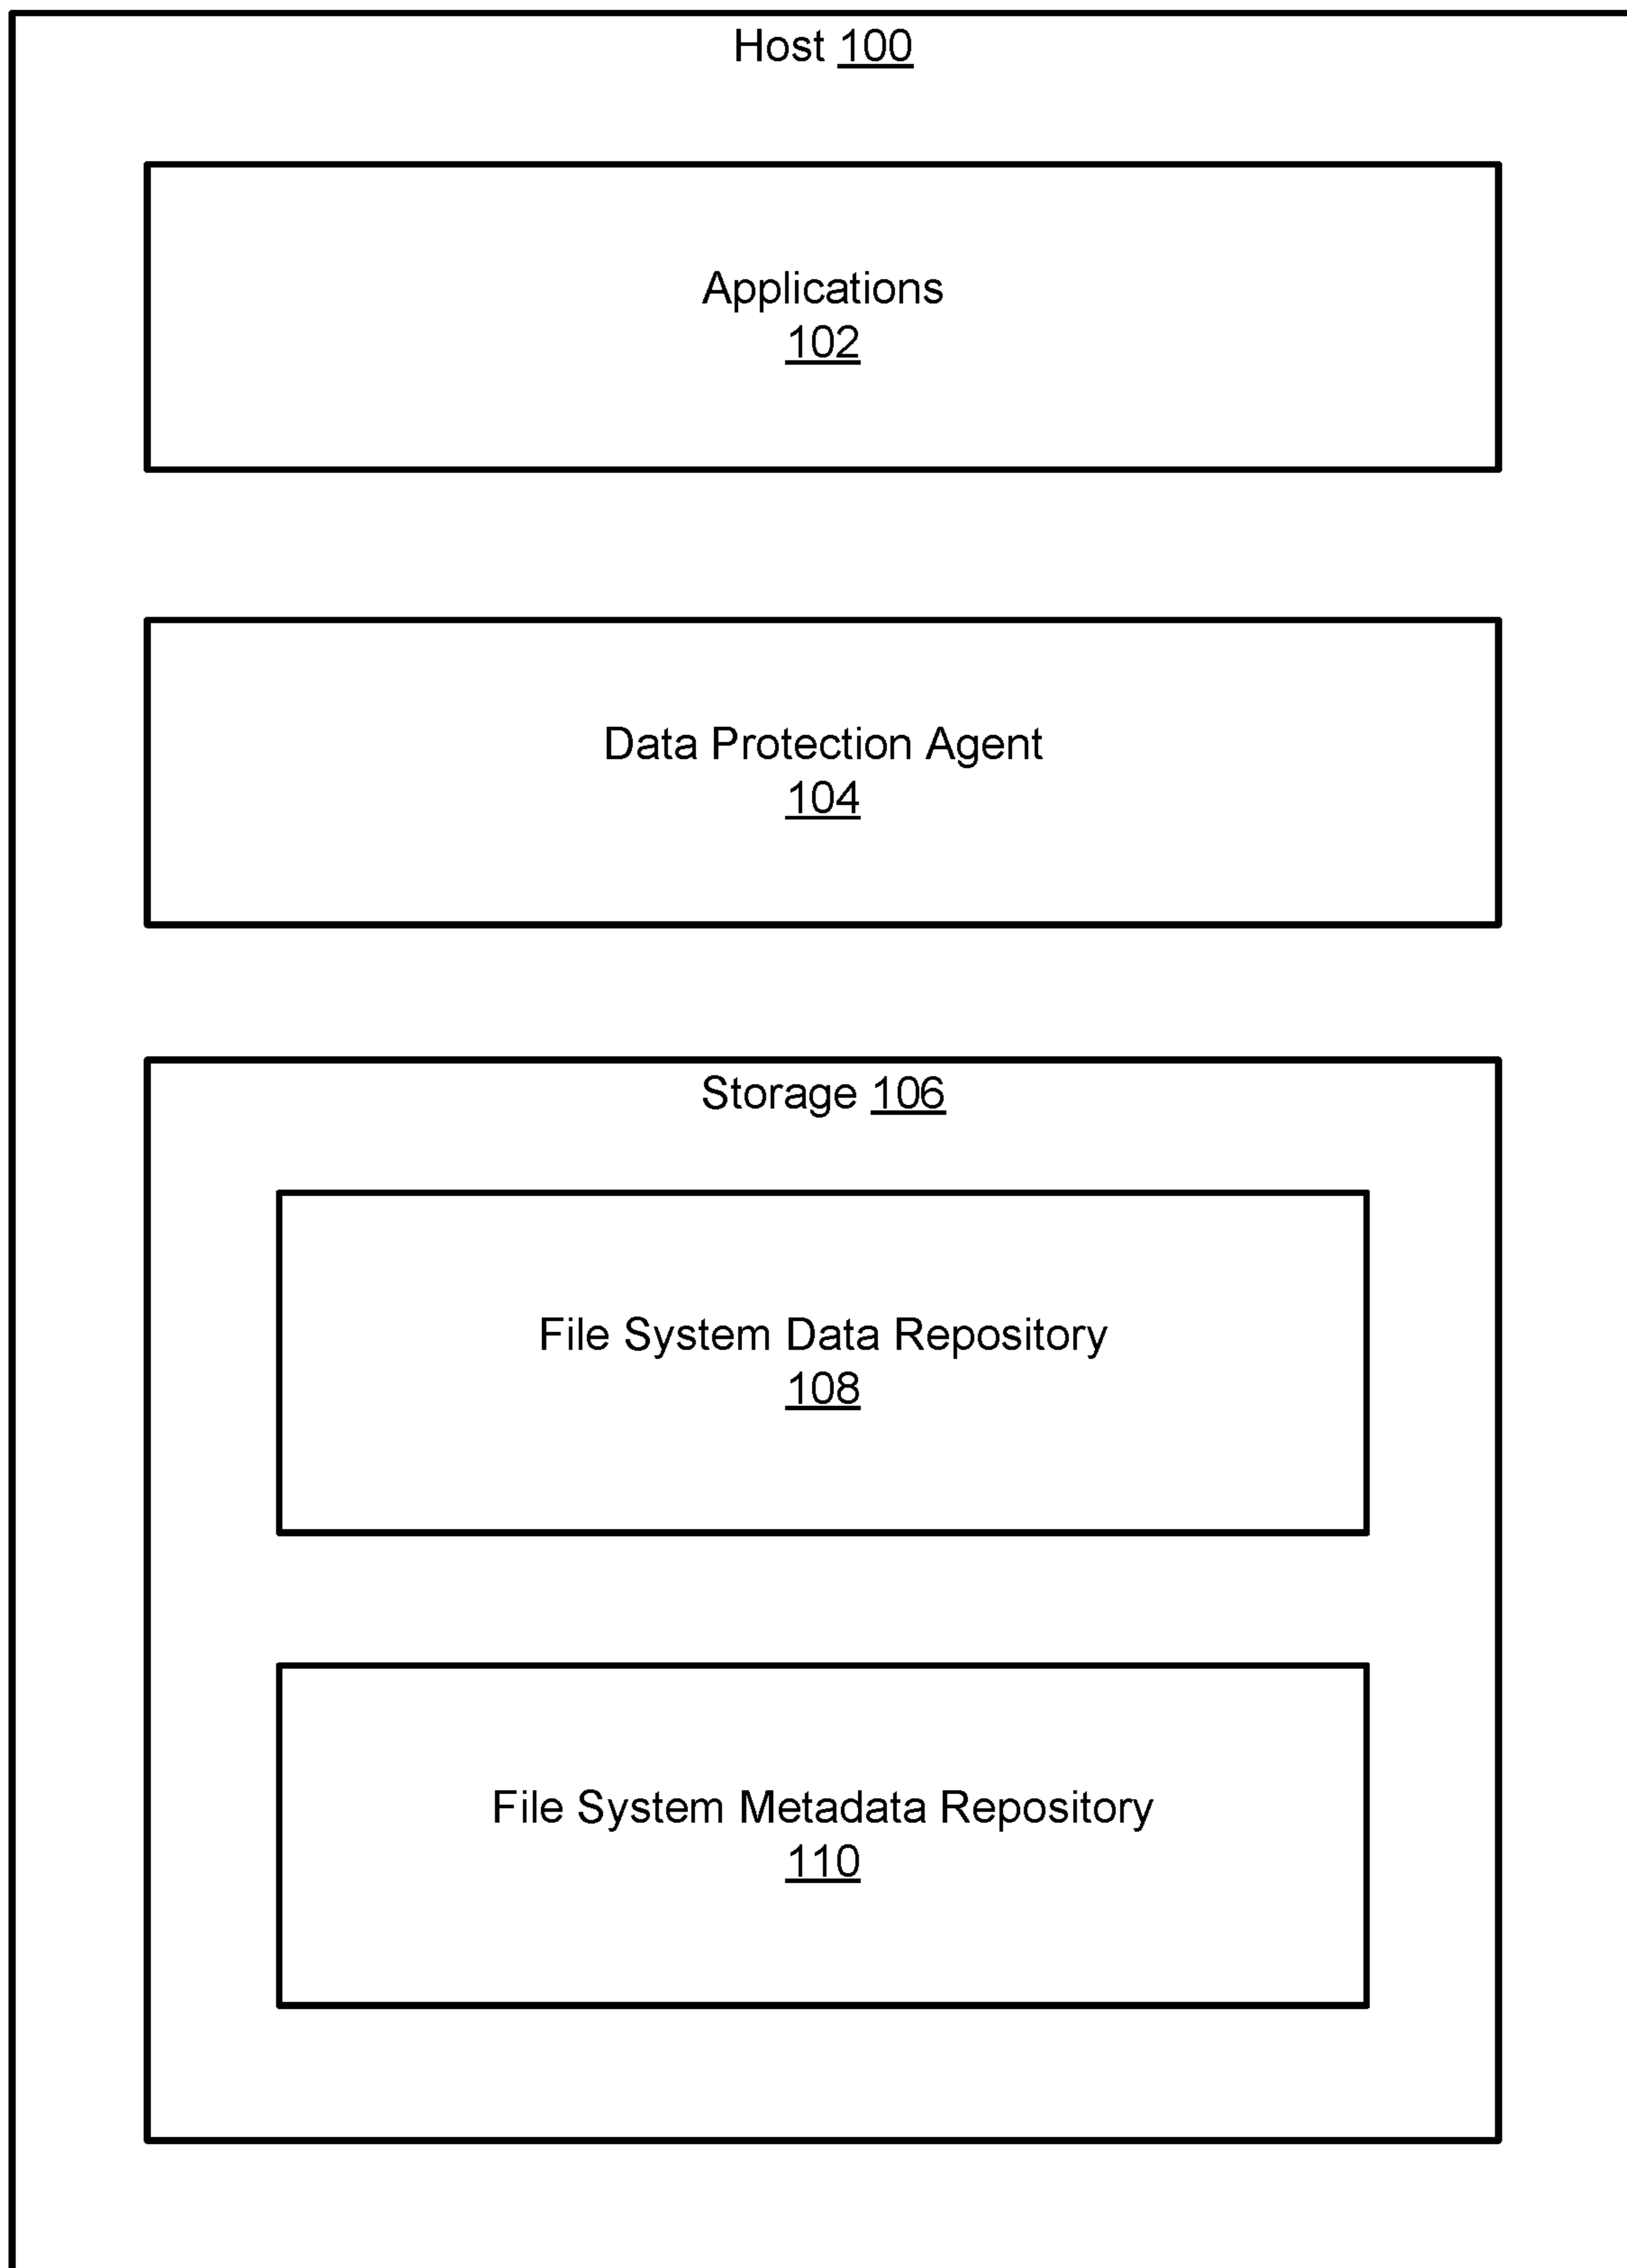 Host 100
Applications
102
Data Protection Agent
104
Storage 106
File System Data Repository
108
File System Metadata Repository
110